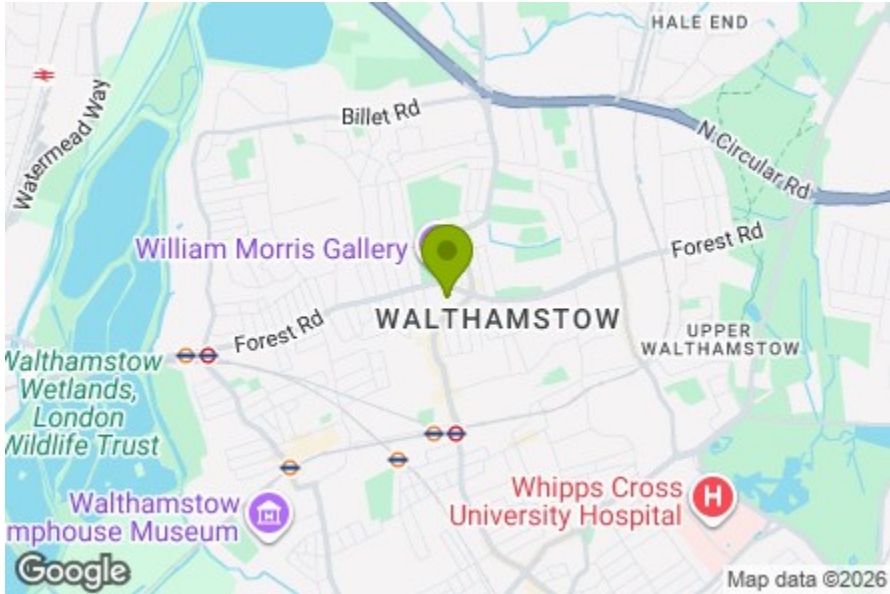 HALE END
Billet Rd
Watermead Way
N Circular Rd
William Morris Gallery
Forest Rd
Forest Rd
WALTHAMSTOW
UPPER
WALTHAMSTOW
Walthamstow
Wetlands,
London
Wildlife Trust
Whipps Cross
University Hospital
H
Walthamstow
mphouse Museum
Google
Map data ©2026